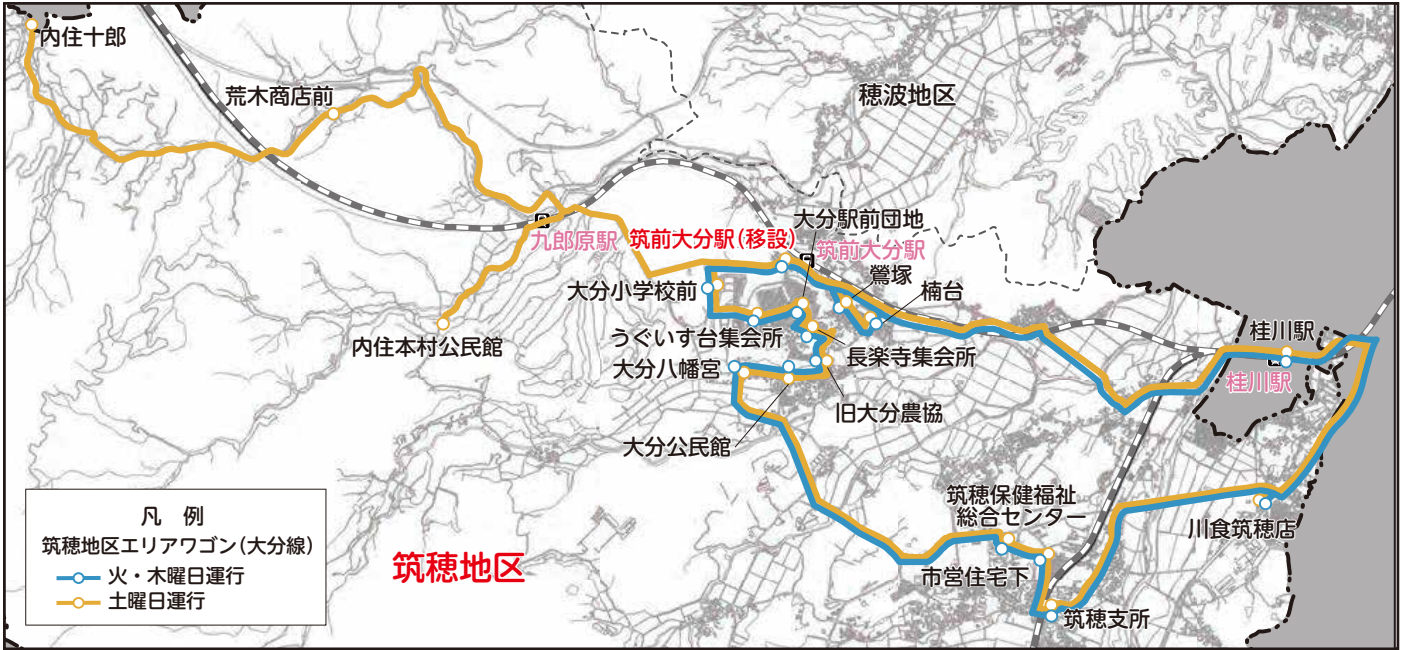 内住十郎
荒木商店前
穂波地区
大分駅前団地
九郎原駅
筑前大分駅(移設)
筑前大分駅
鶯塚
楠台
大分小学校前
うぐいす台集会所
長楽寺集会所
桂川駅
桂川駅
内住本村公民館
大分八幡宮
旧大分農協
大分公民館
筑穂保健福祉
総合センター
川食筑穂店
市営住宅下
筑穂支所
筑穂地区
凡 例
筑穂地区エリアワゴン(大分線)
火・木曜日運行
土曜日運行